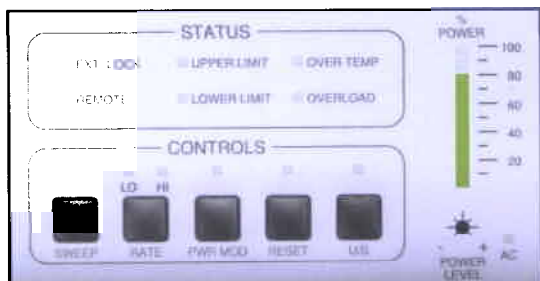 STATUS
EXT LOCK UPPER LIMIT OVER TEMP
REMOTE LOWER LIMIT OVERLOAD
CONTROLS
LO HI
SWEEP RATE PWR MOD RESET U/S
%
POWER
100
80
60
40
20
- +
POWER
LEVEL
AC